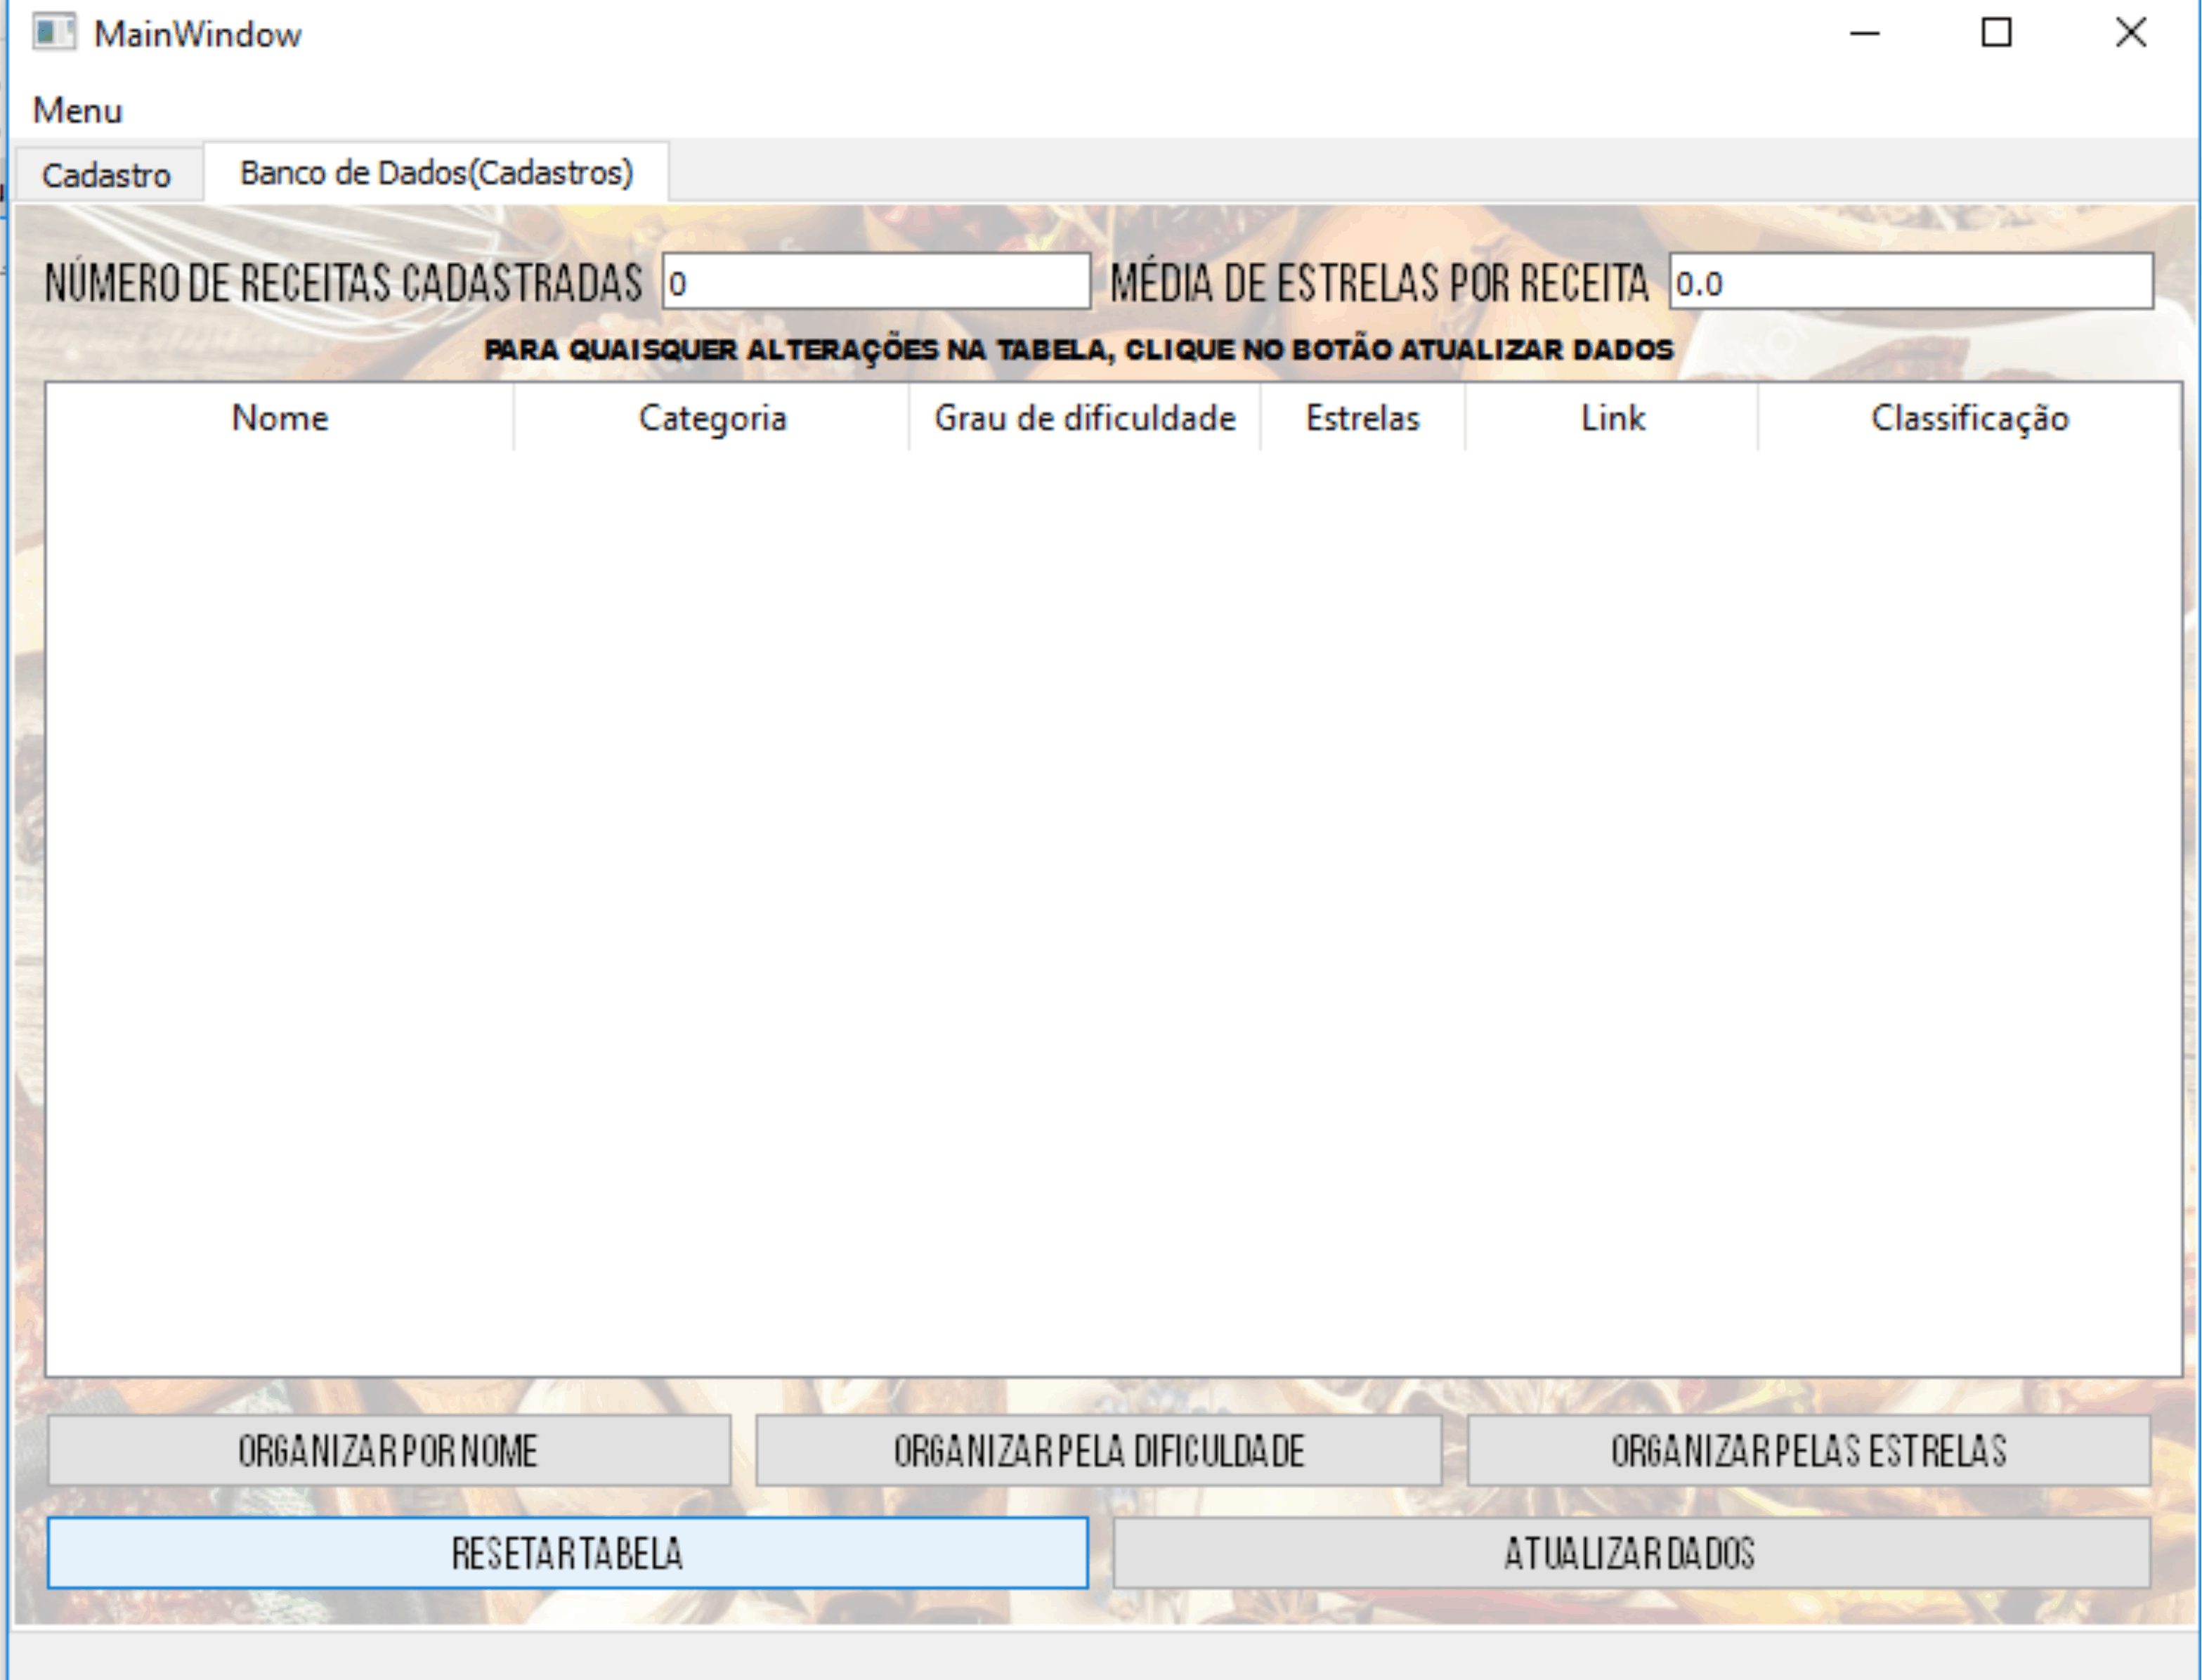 MainWindow
Menu
Cadastro Banco de Dados(Cadastros)
NÚMERO DE RECEITAS CADASTRADAS 0 MÉDIA DE ESTRELAS POR RECEITA 0.0
PARA QUAISQUER ALTERAÇÕES NA TABELA, CLIQUE NO BOTÃO ATUALIZAR DADOS
Nome Categoria Grau de dificuldade Estrelas Link Classificação
ORGANIZAR POR NOME ORGANIZAR PELA DIFICULDADE ORGANIZAR PELAS ESTRELAS
RESETAR TABELA ATUALIZAR DADOS